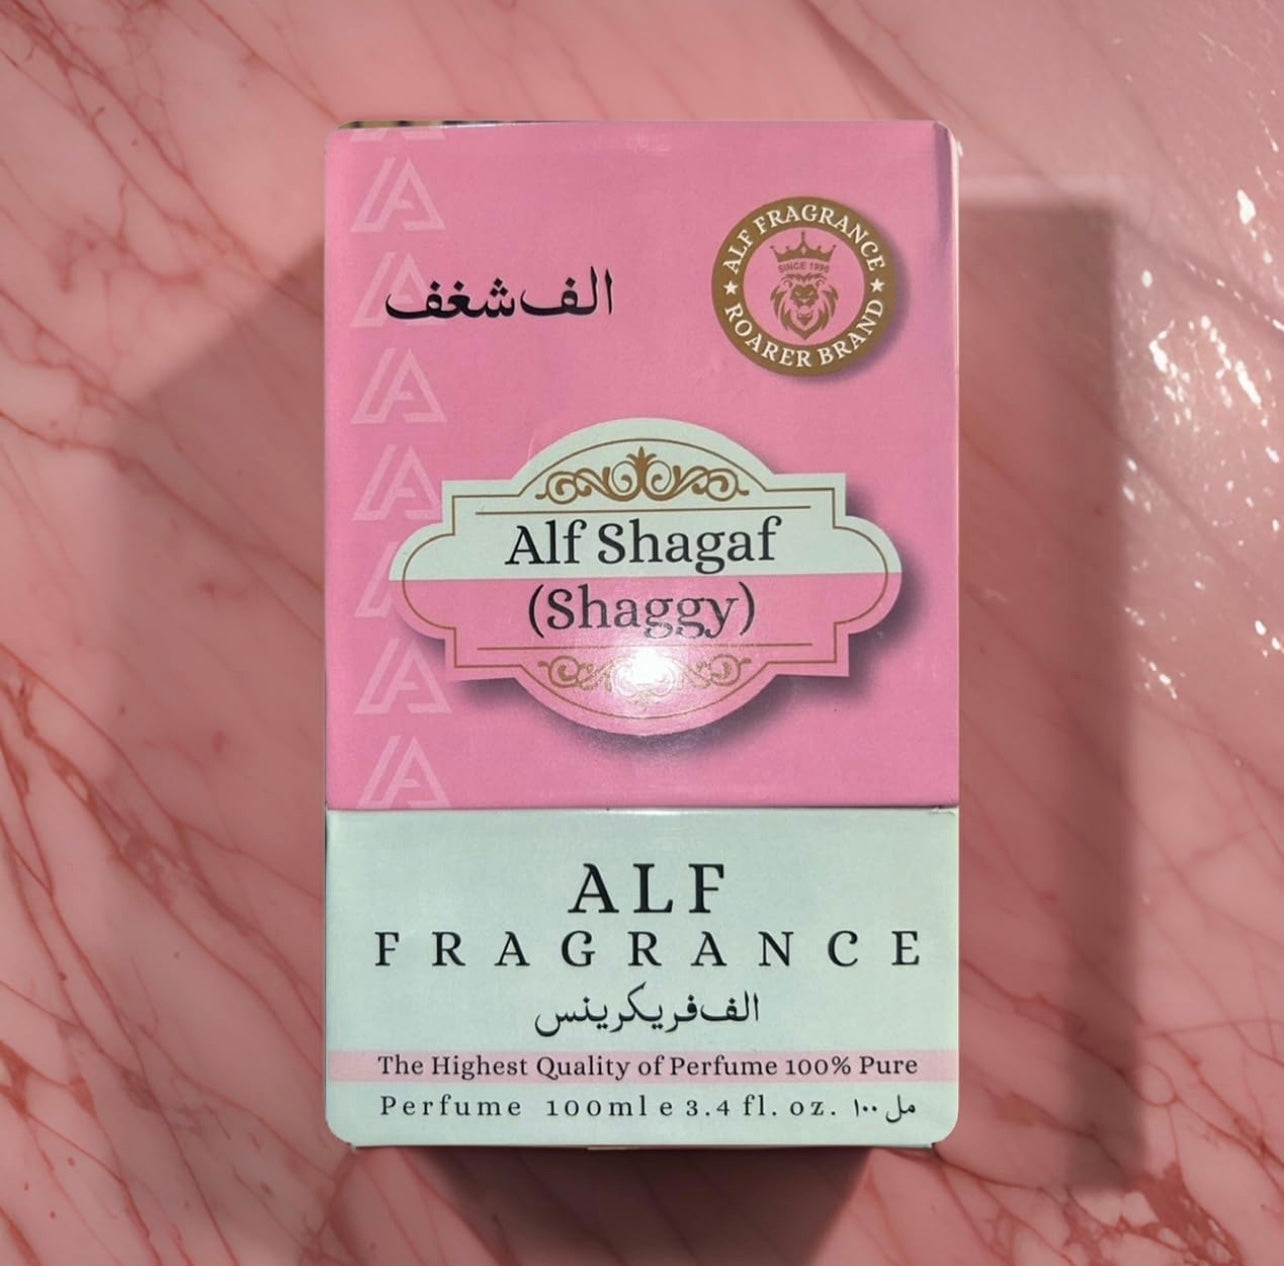 الف شغف
ALF FRAGRANCE
SINCE 1996
★ ROARER BRAND ★
Alf Shagaf
(Shaggy)
ALF
FRAGRANCE
الف فريكرينس
The Highest Quality of Perfume 100% Pure
Perfume 100ml e 3.4 fl. oz. مل ١٠٠